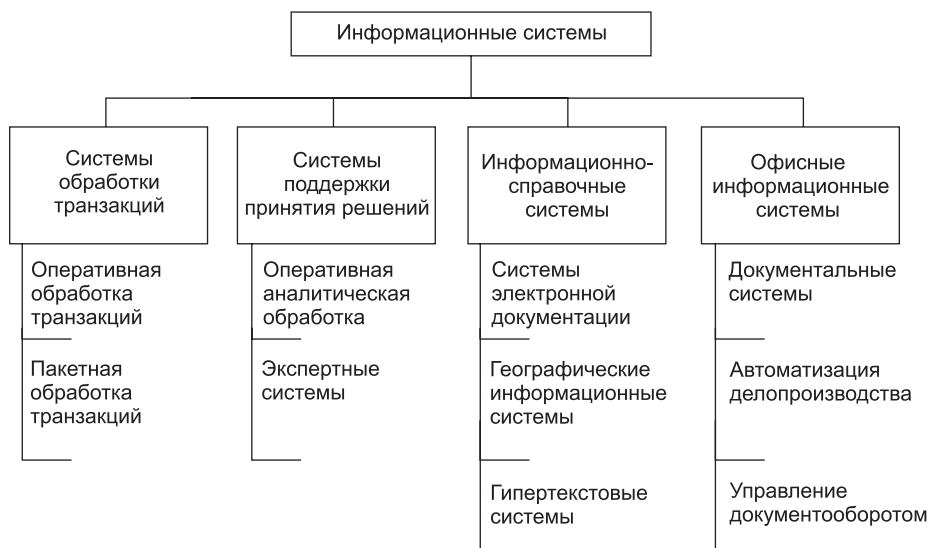 Информационные системы
Системы
обработки
транзакций
Оперативная
обработка
транзакций
Пакетная
обработка
транзакций
Системы
поддержки
принятия решений
Оперативная
аналитическая
обработка
Экспертные
системы
Информационно-
справочные
системы
Системы
электронной
документации
Географические
информационные
системы
Гипертекстовые
системы
Офисные
информационные
системы
Документальные
системы
Автоматизация
делопроизводства
Управление
документооборотом